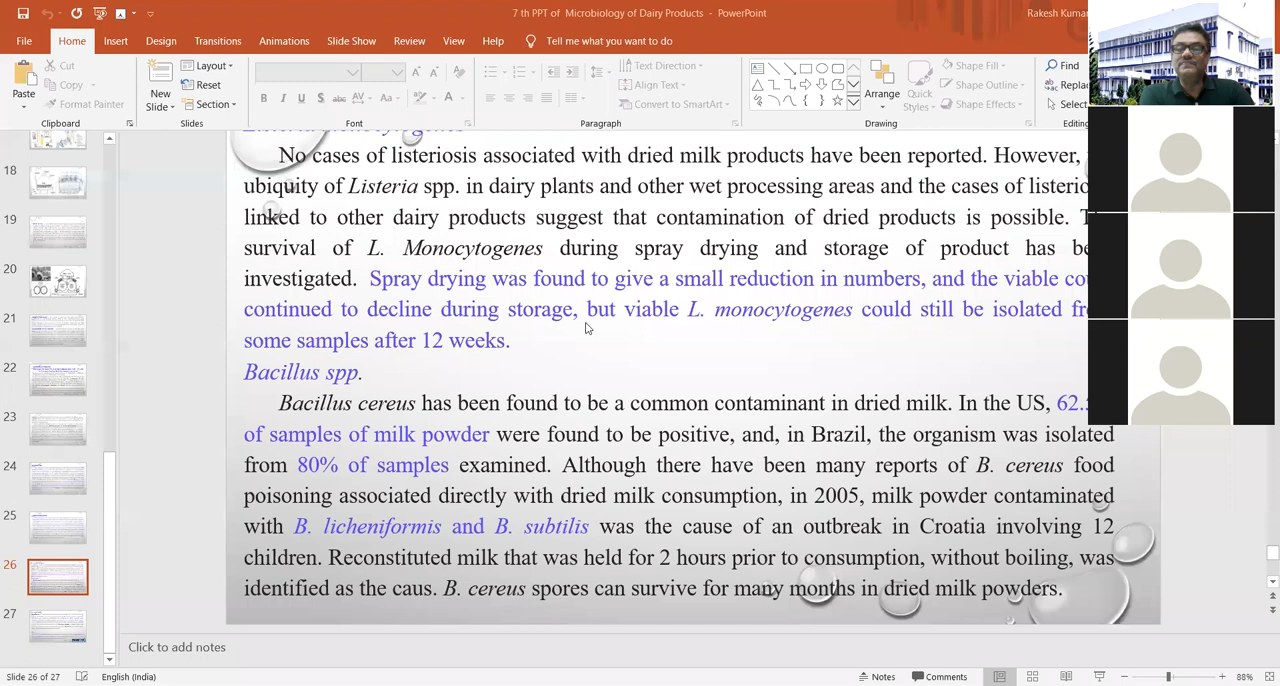 7 th PPT of Microbiology of Dairy Products - PowerPoint
Rakesh Kumar
File Home Insert Design Transitions Animations Slide Show Review View Help Tell me what you want to do
Cut
Copy
Format Painter
Paste
Clipboard
New
Slide
Layout
Reset
Section
Slides
B I U S abc AV Aa A
Font
Text Direction
Align Text
Convert to SmartArt
Paragraph
Arrange
Quick
Styles
Shape Fill
Shape Outline
Shape Effects
Drawing
Find
Replac
Select
Editing
No cases of listeriosis associated with dried milk products have been reported. However,
ubiquity of Listeria spp. in dairy plants and other wet processing areas and the cases of listerio
linked to other dairy products suggest that contamination of dried products is possible.
survival of L. Monocytogenes during spray drying and storage of product has be
investigated. Spray drying was found to give a small reduction in numbers, and the viable cou
continued to decline during storage, but viable L. monocytogenes could still be isolated fr
some samples after 12 weeks.
Bacillus spp.
Bacillus cereus has been found to be a common contaminant in dried milk. In the US, 62.
of samples of milk powder were found to be positive, and, in Brazil, the organism was isolated
from 80% of samples examined. Although there have been many reports of B. cereus food
poisoning associated directly with dried milk consumption, in 2005, milk powder contaminated
with B. licheniformis and B. subtilis was the cause of an outbreak in Croatia involving 12
children. Reconstituted milk that was held for 2 hours prior to consumption, without boiling, was
identified as the caus. B. cereus spores can survive for many months in dried milk powders.
18
19
20
21
22
23
24
25
26
27
Click to add notes
Slide 26 of 27 English (India) Notes Comments 88%